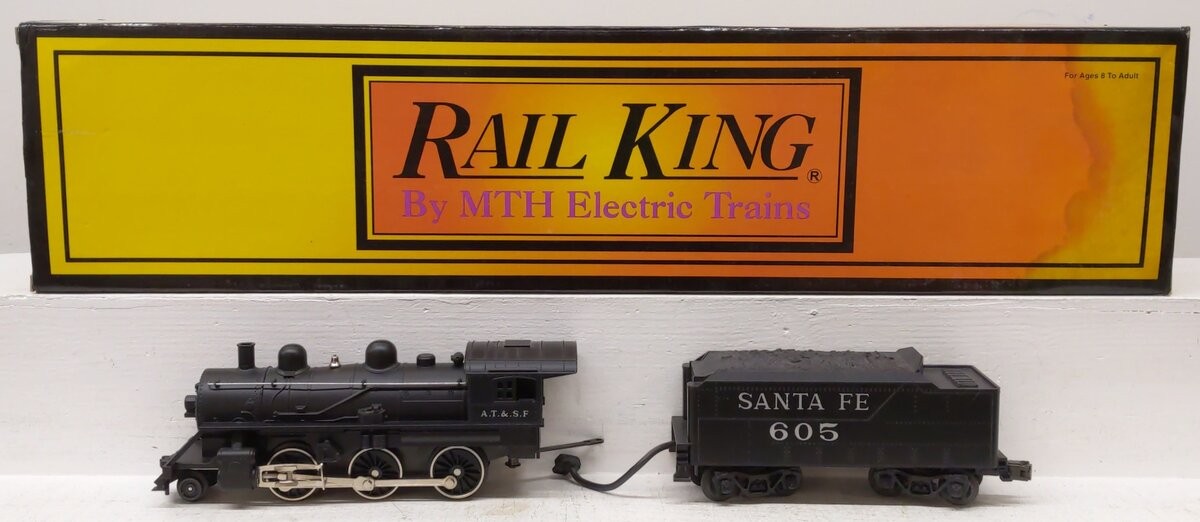 For Ages 8 To Adult
RAIL KING ®
By MTH Electric Trains
A.T.&S.F
SANTA FE
605